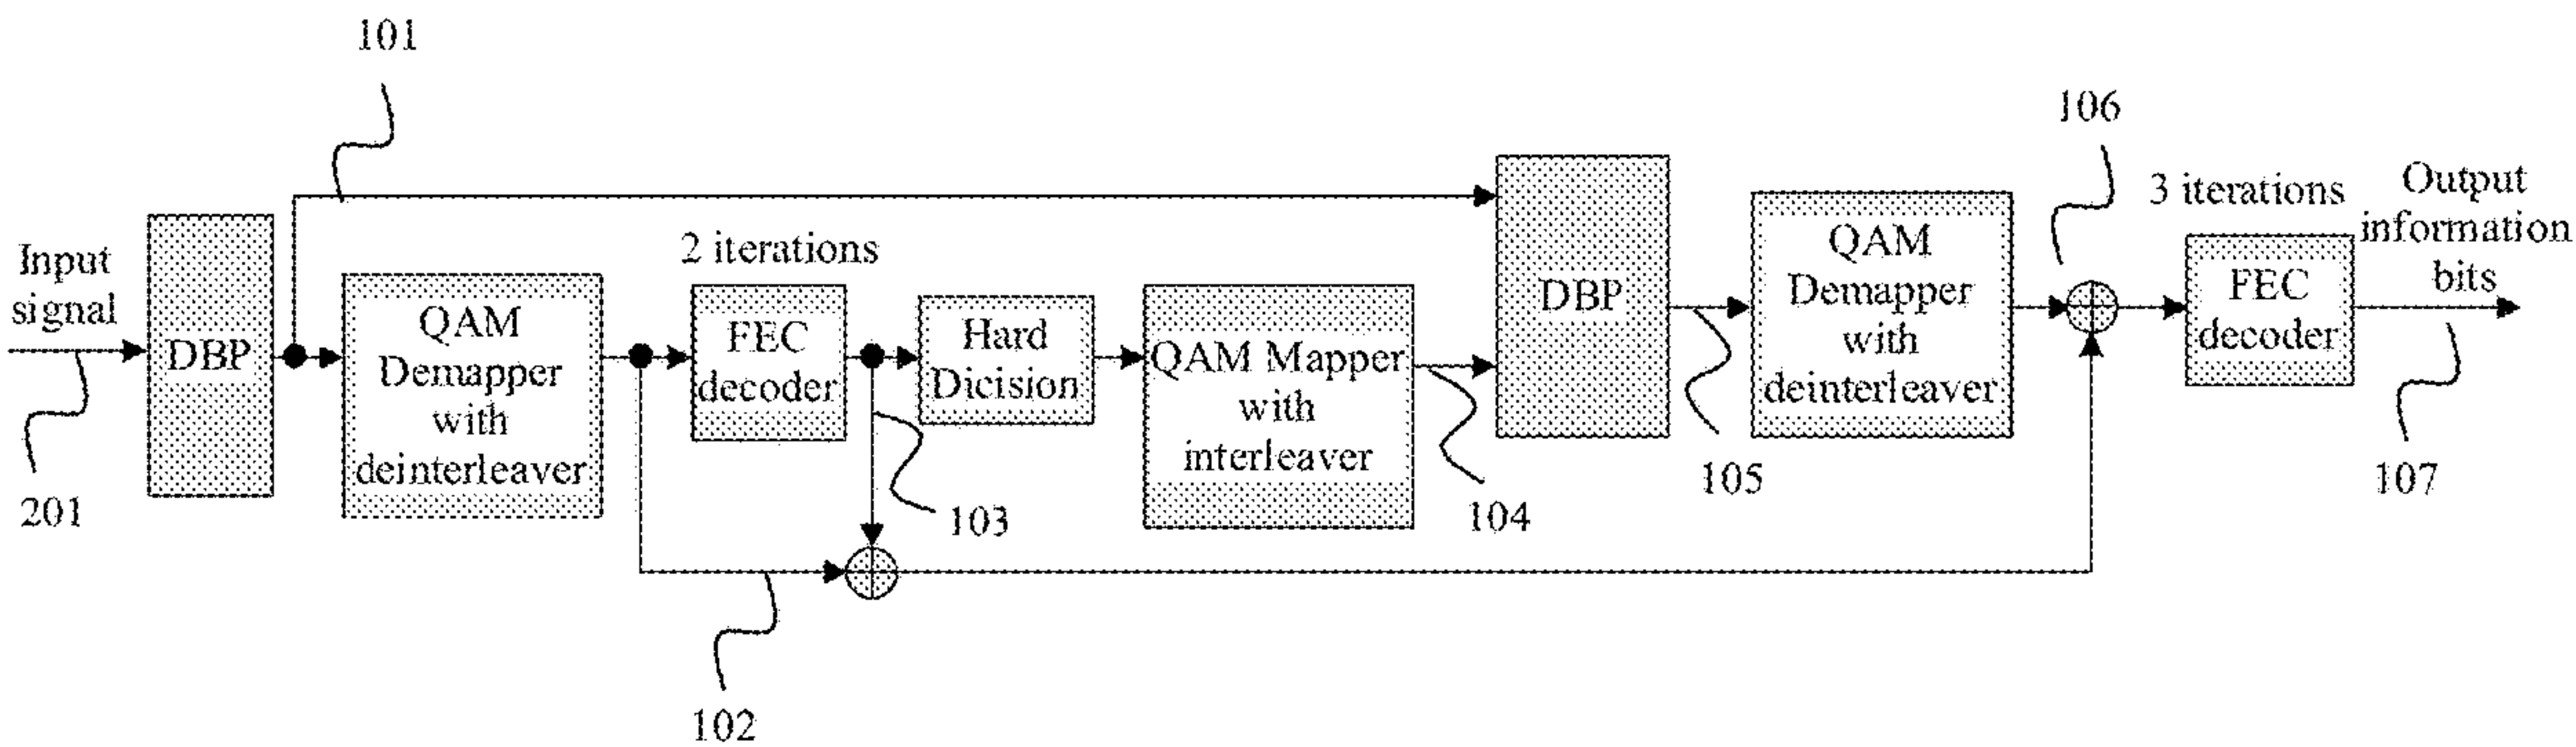 101
106
Input
signal
201
DBP
QAM
Demapper
with
deinterleaver
2 iterations
FEC
decoder
Hard
Dicision
103
102
QAM Mapper
with
interleaver
104
DBP
105
QAM
Demapper
with
deinterleaver
3 iterations
FEC
decoder
Output
information
bits
107